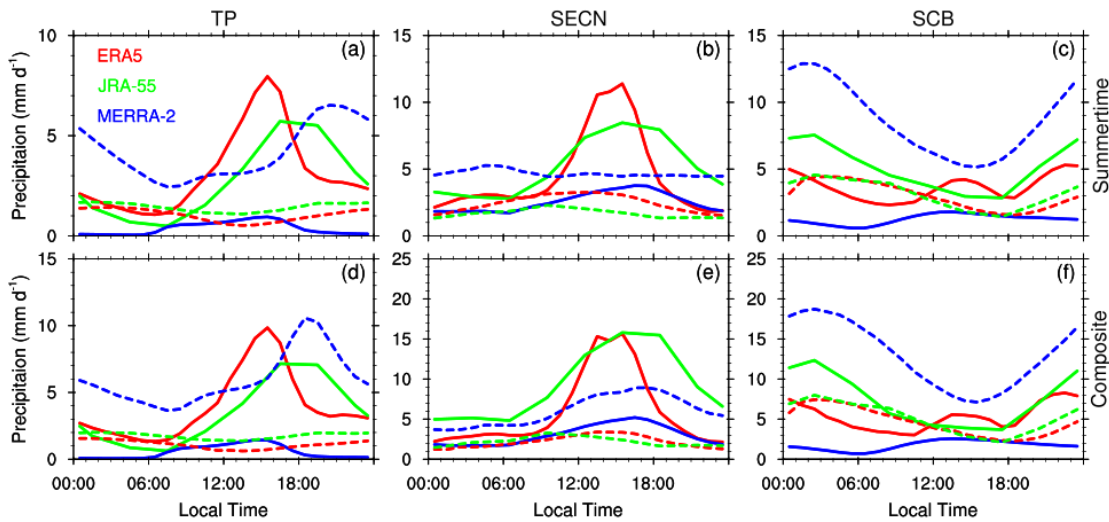 TP SECN SCB
10 (a) 15 (b) 15 (c)
ERA5
JRA-55
MERRA-2
10 10
5
5 5
0 0 0
Precipitaion (mm d⁻¹)
Summertime
15 (d) 25 (e) 25 (f)
20 20
10
15 15
10 10
5
5 5
0 0 0
Precipitaion (mm d⁻¹)
Composite
00:00 06:00 12:00 18:00 00:00 06:00 12:00 18:00 00:00 06:00 12:00 18:00
Local Time Local Time Local Time